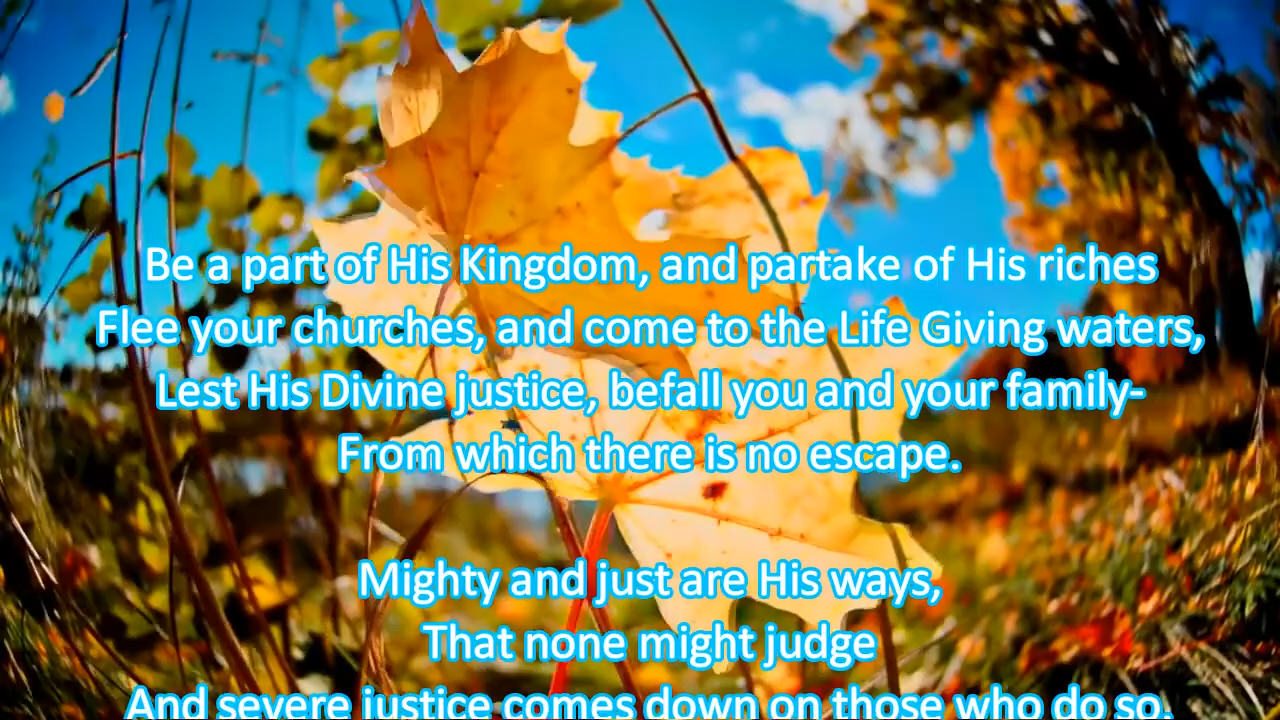 Be a part of His Kingdom, and partake of His riches
Flee your churches, and come to the Life Giving waters,
Lest His Divine justice, befall you and your family-
From which there is no escape.
Mighty and just are His ways,
That none might judge
And severe justice comes down on those who do so.